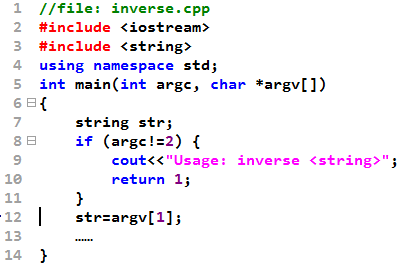 1 //file: inverse.cpp
2 #include <iostream>
3 #include <string>
4 using namespace std;
5 int main(int argc, char *argv[])
6 {
7 string str;
8 if (argc!=2) {
9 cout<<"Usage: inverse <string>";
10 return 1;
11 }
12 str=argv[1];
13 ……
14 }